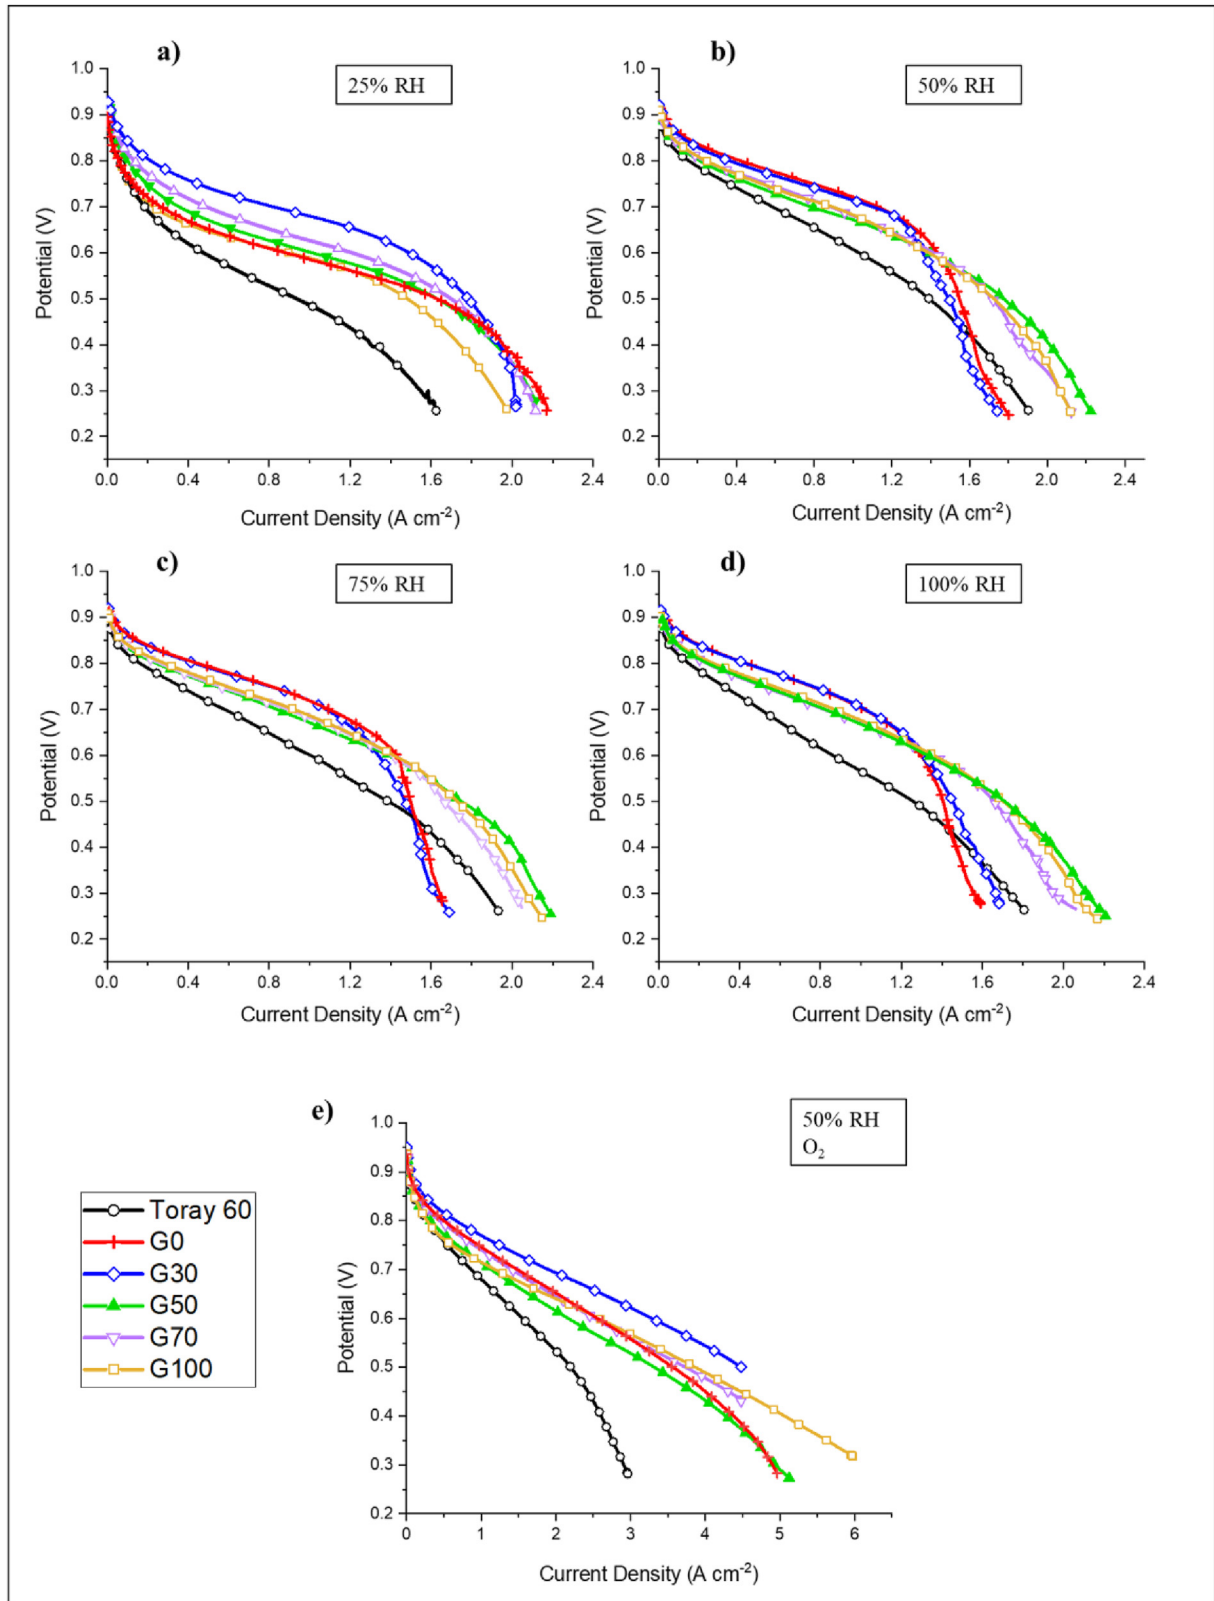 a)
25% RH
1.0
0.9
0.8
0.7
0.6
0.5
0.4
0.3
0.2
Potential (V)
0.0 0.4 0.8 1.2 1.6 2.0 2.4
Current Density (A cm⁻²)
b)
50% RH
1.0
0.9
0.8
0.7
0.6
0.5
0.4
0.3
0.2
Potential (V)
0.0 0.4 0.8 1.2 1.6 2.0 2.4
Current Density (A cm⁻²)
c)
75% RH
1.0
0.9
0.8
0.7
0.6
0.5
0.4
0.3
0.2
Potential (V)
0.0 0.4 0.8 1.2 1.6 2.0 2.4
Current Density (A cm⁻²)
d)
100% RH
1.0
0.9
0.8
0.7
0.6
0.5
0.4
0.3
0.2
Potential (V)
0.0 0.4 0.8 1.2 1.6 2.0 2.4
Current Density (A cm⁻²)
e)
50% RH
O₂
1.0
0.9
0.8
0.7
0.6
0.5
0.4
0.3
0.2
Potential (V)
0 1 2 3 4 5 6
Current Density (A cm⁻²)
Toray 60
G0
G30
G50
G70
G100